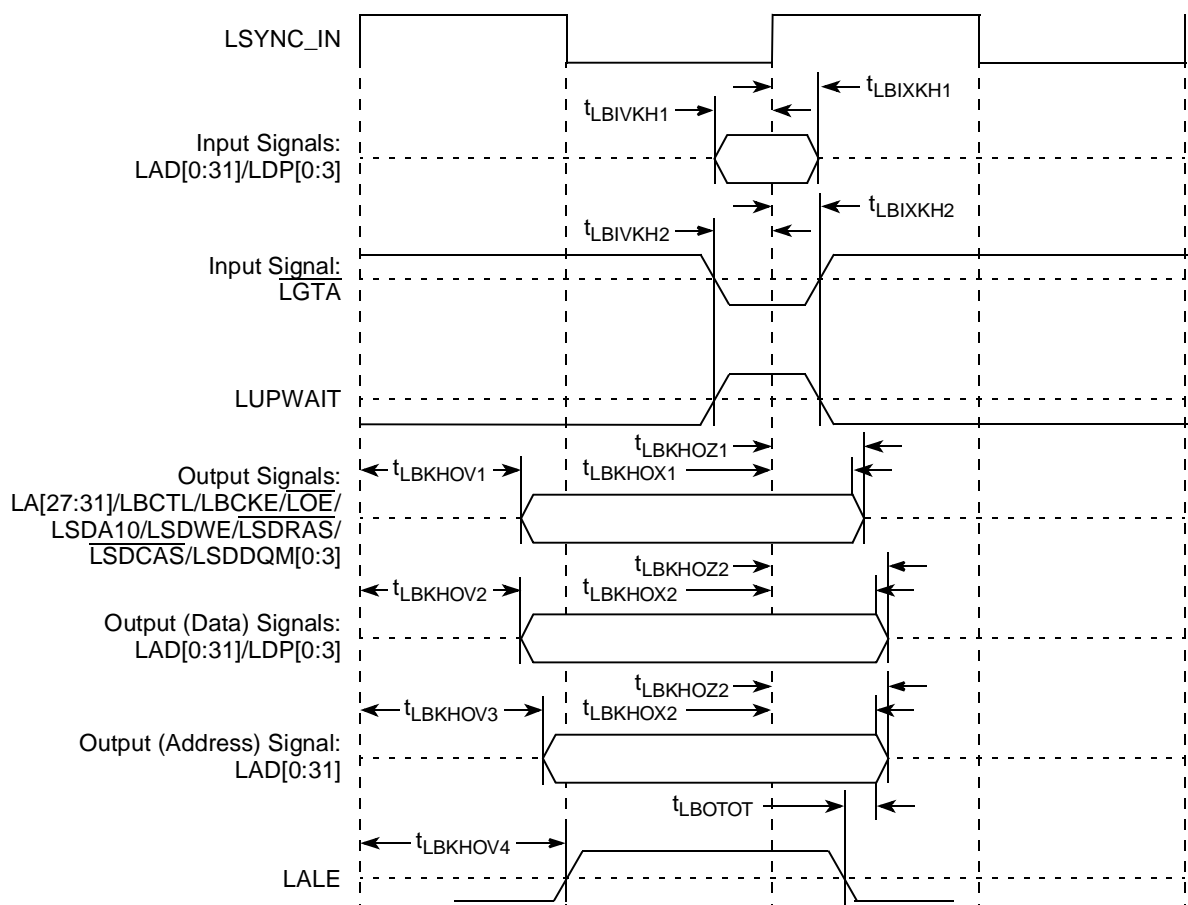 LSYNC_IN
tLBIXKH1
tLBIVKH1
Input Signals:
LAD[0:31]/LDP[0:3]
tLBIXKH2
tLBIVKH2
Input Signal:
LGTA
LUPWAIT
tLBKHOZ1
tLBKHOV1
tLBKHOX1
Output Signals:
LA[27:31]/LBCTL/LBCKE/LOE/
LSDA10/LSDWE/LSDRAS/
LSDCAS/LSDDQM[0:3]
tLBKHOZ2
tLBKHOV2
tLBKHOX2
Output (Data) Signals:
LAD[0:31]/LDP[0:3]
tLBKHOZ2
tLBKHOV3
tLBKHOX2
Output (Address) Signal:
LAD[0:31]
tLBOTOT
tLBKHOV4
LALE